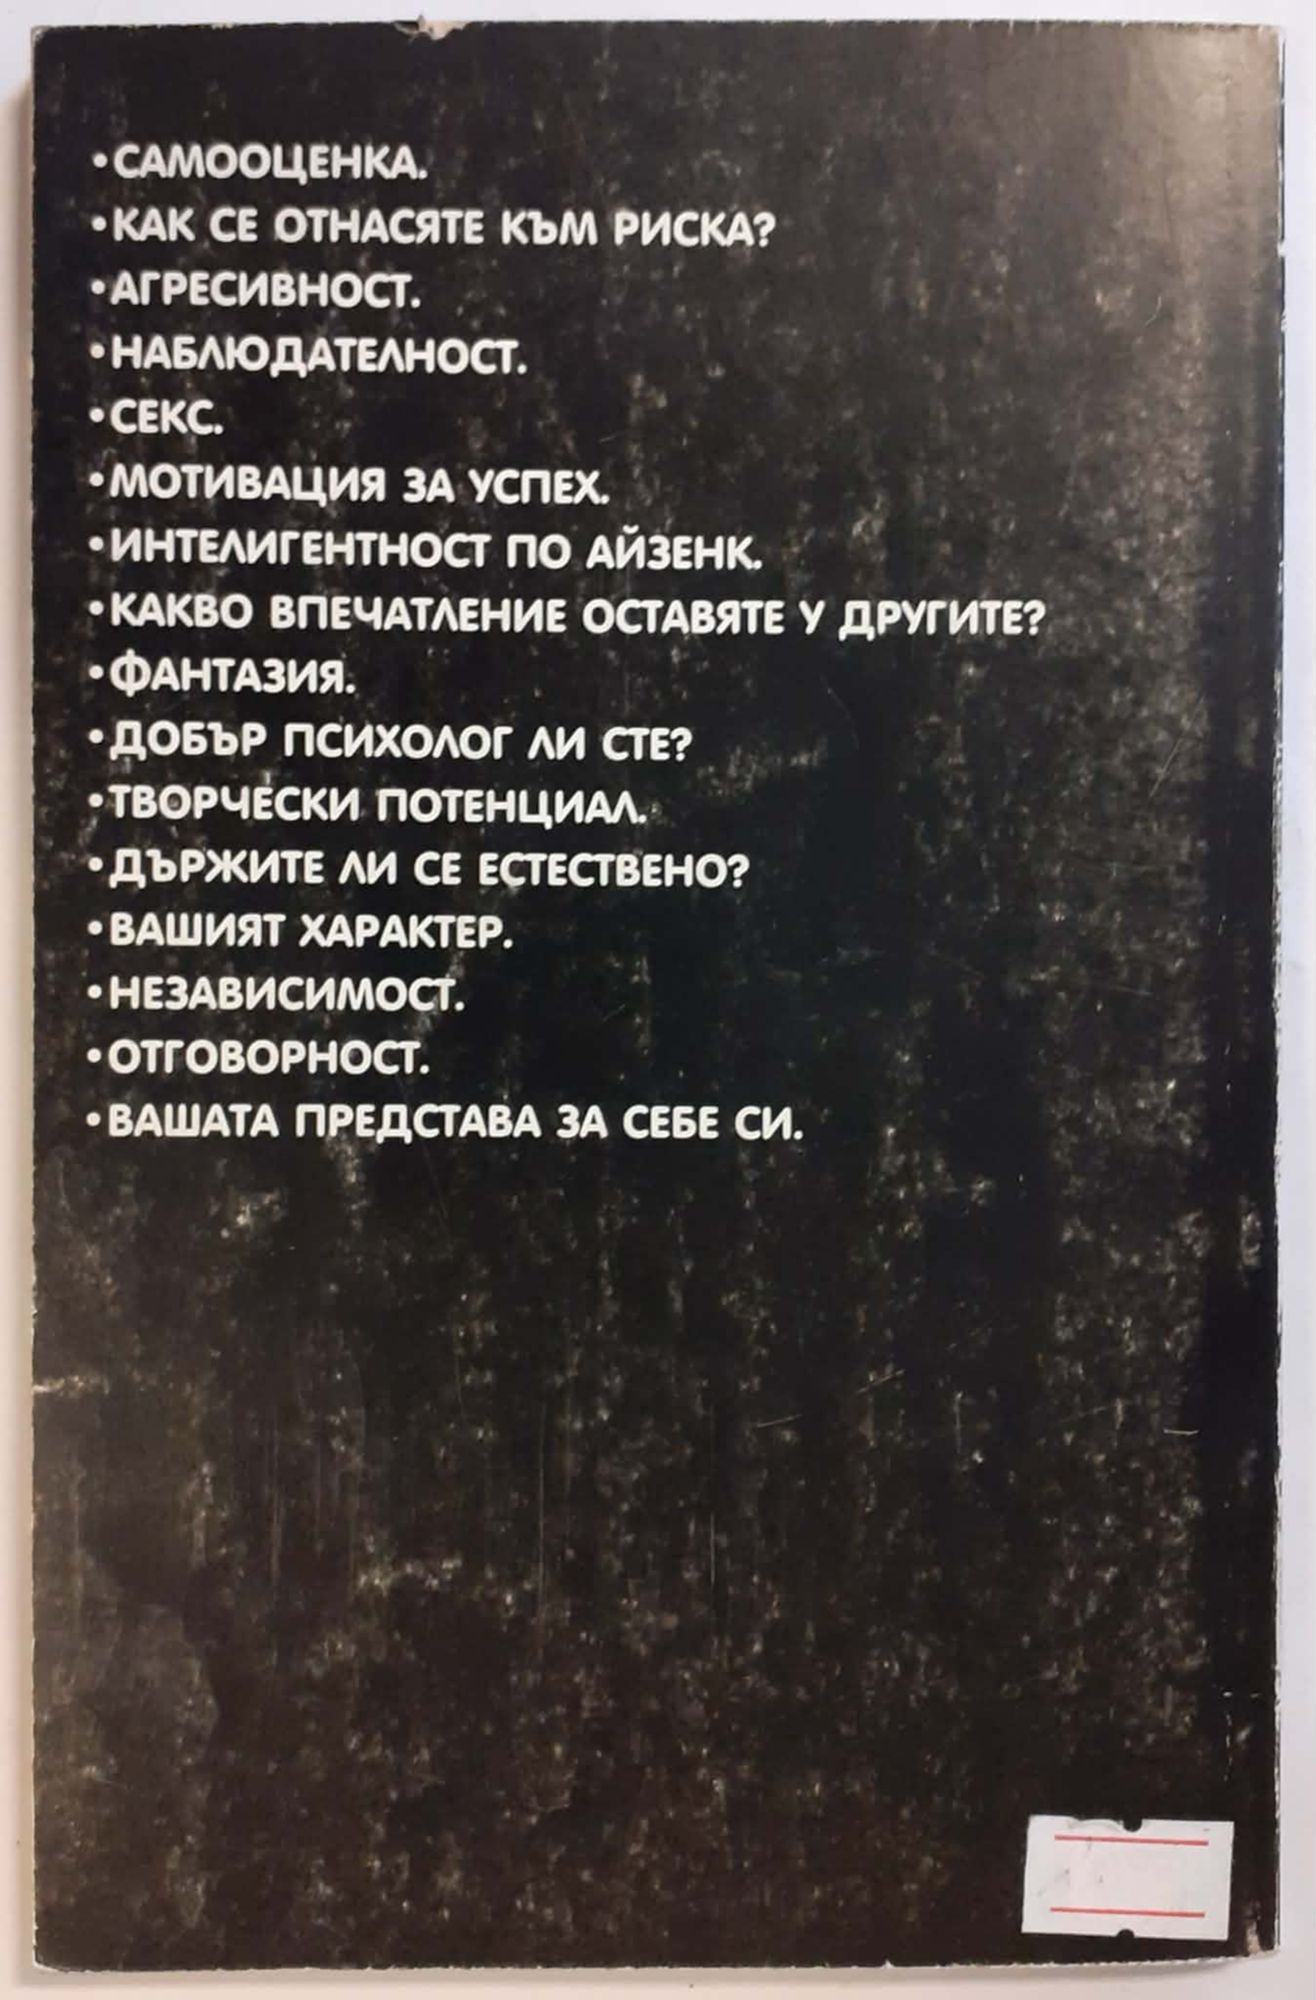 •САМООЦЕНКА.
•КАК СЕ ОТНАСЯТЕ КЪМ РИСКА?
•АГРЕСИВНОСТ.
•НАБЛЮДАТЕЛНОСТ.
•СЕКС.
•МОТИВАЦИЯ ЗА УСПЕХ.
•ИНТЕЛИГЕНТНОСТ ПО АЙЗЕНК.
•КАКВО ВПЕЧАТЛЕНИЕ ОСТАВЯТЕ У ДРУГИТЕ?
•ФАНТАЗИЯ.
•ДОБЪР ПСИХОЛОГ ЛИ СТЕ?
•ТВОРЧЕСКИ ПОТЕНЦИАЛ.
•ДЪРЖИТЕ ЛИ СЕ ЕСТЕСТВЕНО?
•ВАШИЯТ ХАРАКТЕР.
•НЕЗАВИСИМОСТ.
•ОТГОВОРНОСТ.
•ВАШАТА ПРЕДСТАВА ЗА СЕБЕ СИ.